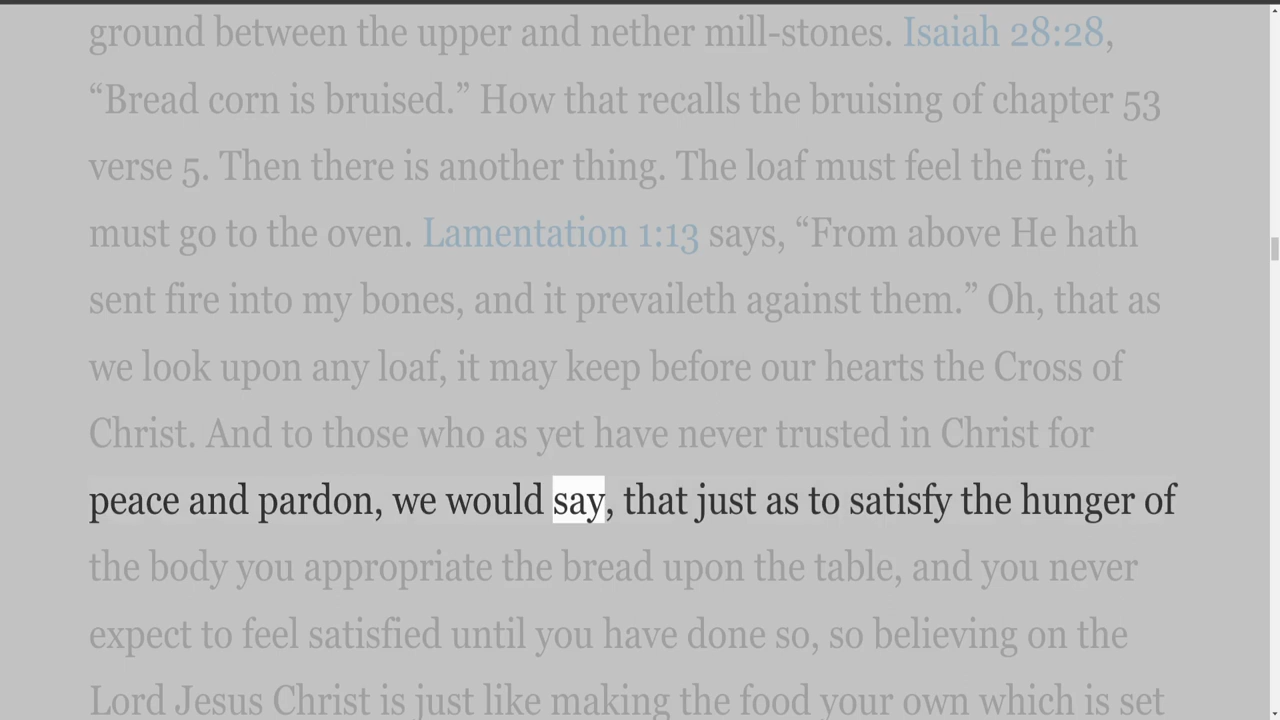 ground between the upper and nether mill-stones. Isaiah 28:28,
“Bread corn is bruised.” How that recalls the bruising of chapter 53
verse 5. Then there is another thing. The loaf must feel the fire, it
must go to the oven. Lamentation 1:13 says, “From above He hath
sent fire into my bones, and it prevaileth against them.” Oh, that as
we look upon any loaf, it may keep before our hearts the Cross of
Christ. And to those who as yet have never trusted in Christ for
peace and pardon, we would say, that just as to satisfy the hunger of
the body you appropriate the bread upon the table, and you never
expect to feel satisfied until you have done so, so believing on the
Lord Jesus Christ is just like making the food your own which is set